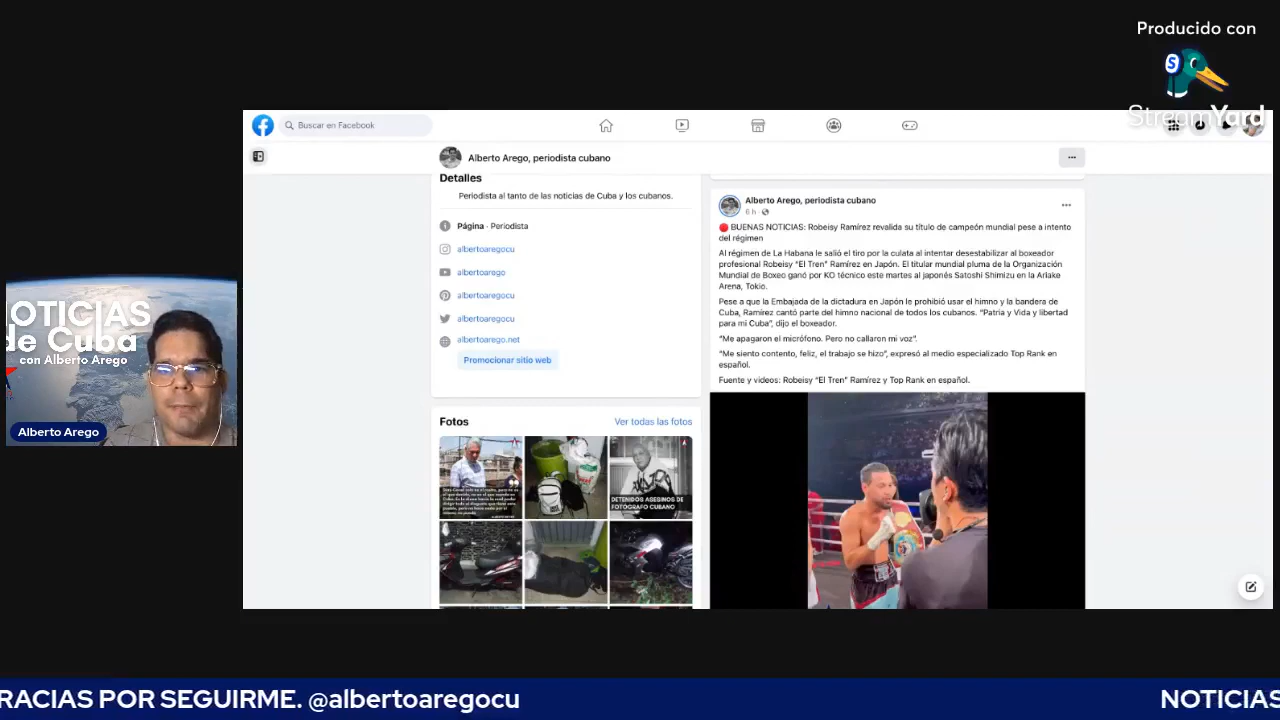 Producido con
StreamYard
Buscar en Facebook
Alberto Arego, periodista cubano
Detalles
Periodista al tanto de las noticias de Cuba y los cubanos.
Página · Periodista
albertoaregocu
albertoarego
albertoaregocu
albertoaregocu
albertoarego.net
Promocionar sitio web
Fotos
Ver todas las fotos
DETENIDOS ASESINOS DE
FOTÓGRAFO CUBANO
Alberto Arego, periodista cubano
6 h
BUENAS NOTICIAS: Robeisy Ramírez revalida su título de campeón mundial pese a intento
del régimen
Al régimen de La Habana le salió el tiro por la culata al intentar desestabilizar al boxeador
profesional Robeisy “El Tren” Ramírez en Japón. El titular mundial pluma de la Organización
Mundial de Boxeo ganó por KO técnico este martes al japonés Satoshi Shimizu en la Ariake
Arena, Tokio.
Pese a que la Embajada de la dictadura en Japón le prohibió usar el himno y la bandera de
Cuba, Ramírez cantó parte del himno nacional de todos los cubanos. “Patria y Vida y libertad
para mi Cuba”, dijo el boxeador.
“Me apagaron el micrófono. Pero no callaron mi voz”.
“Me siento contento, feliz, el trabajo se hizo”, expresó al medio especializado Top Rank en
español.
Fuente y videos: Robeisy “El Tren” Ramírez y Top Rank en español.
OTICIAS
de Cuba
con Alberto Arego
Alberto Arego
RACIAS POR SEGUIRME. @albertoaregocu
NOTICIAS